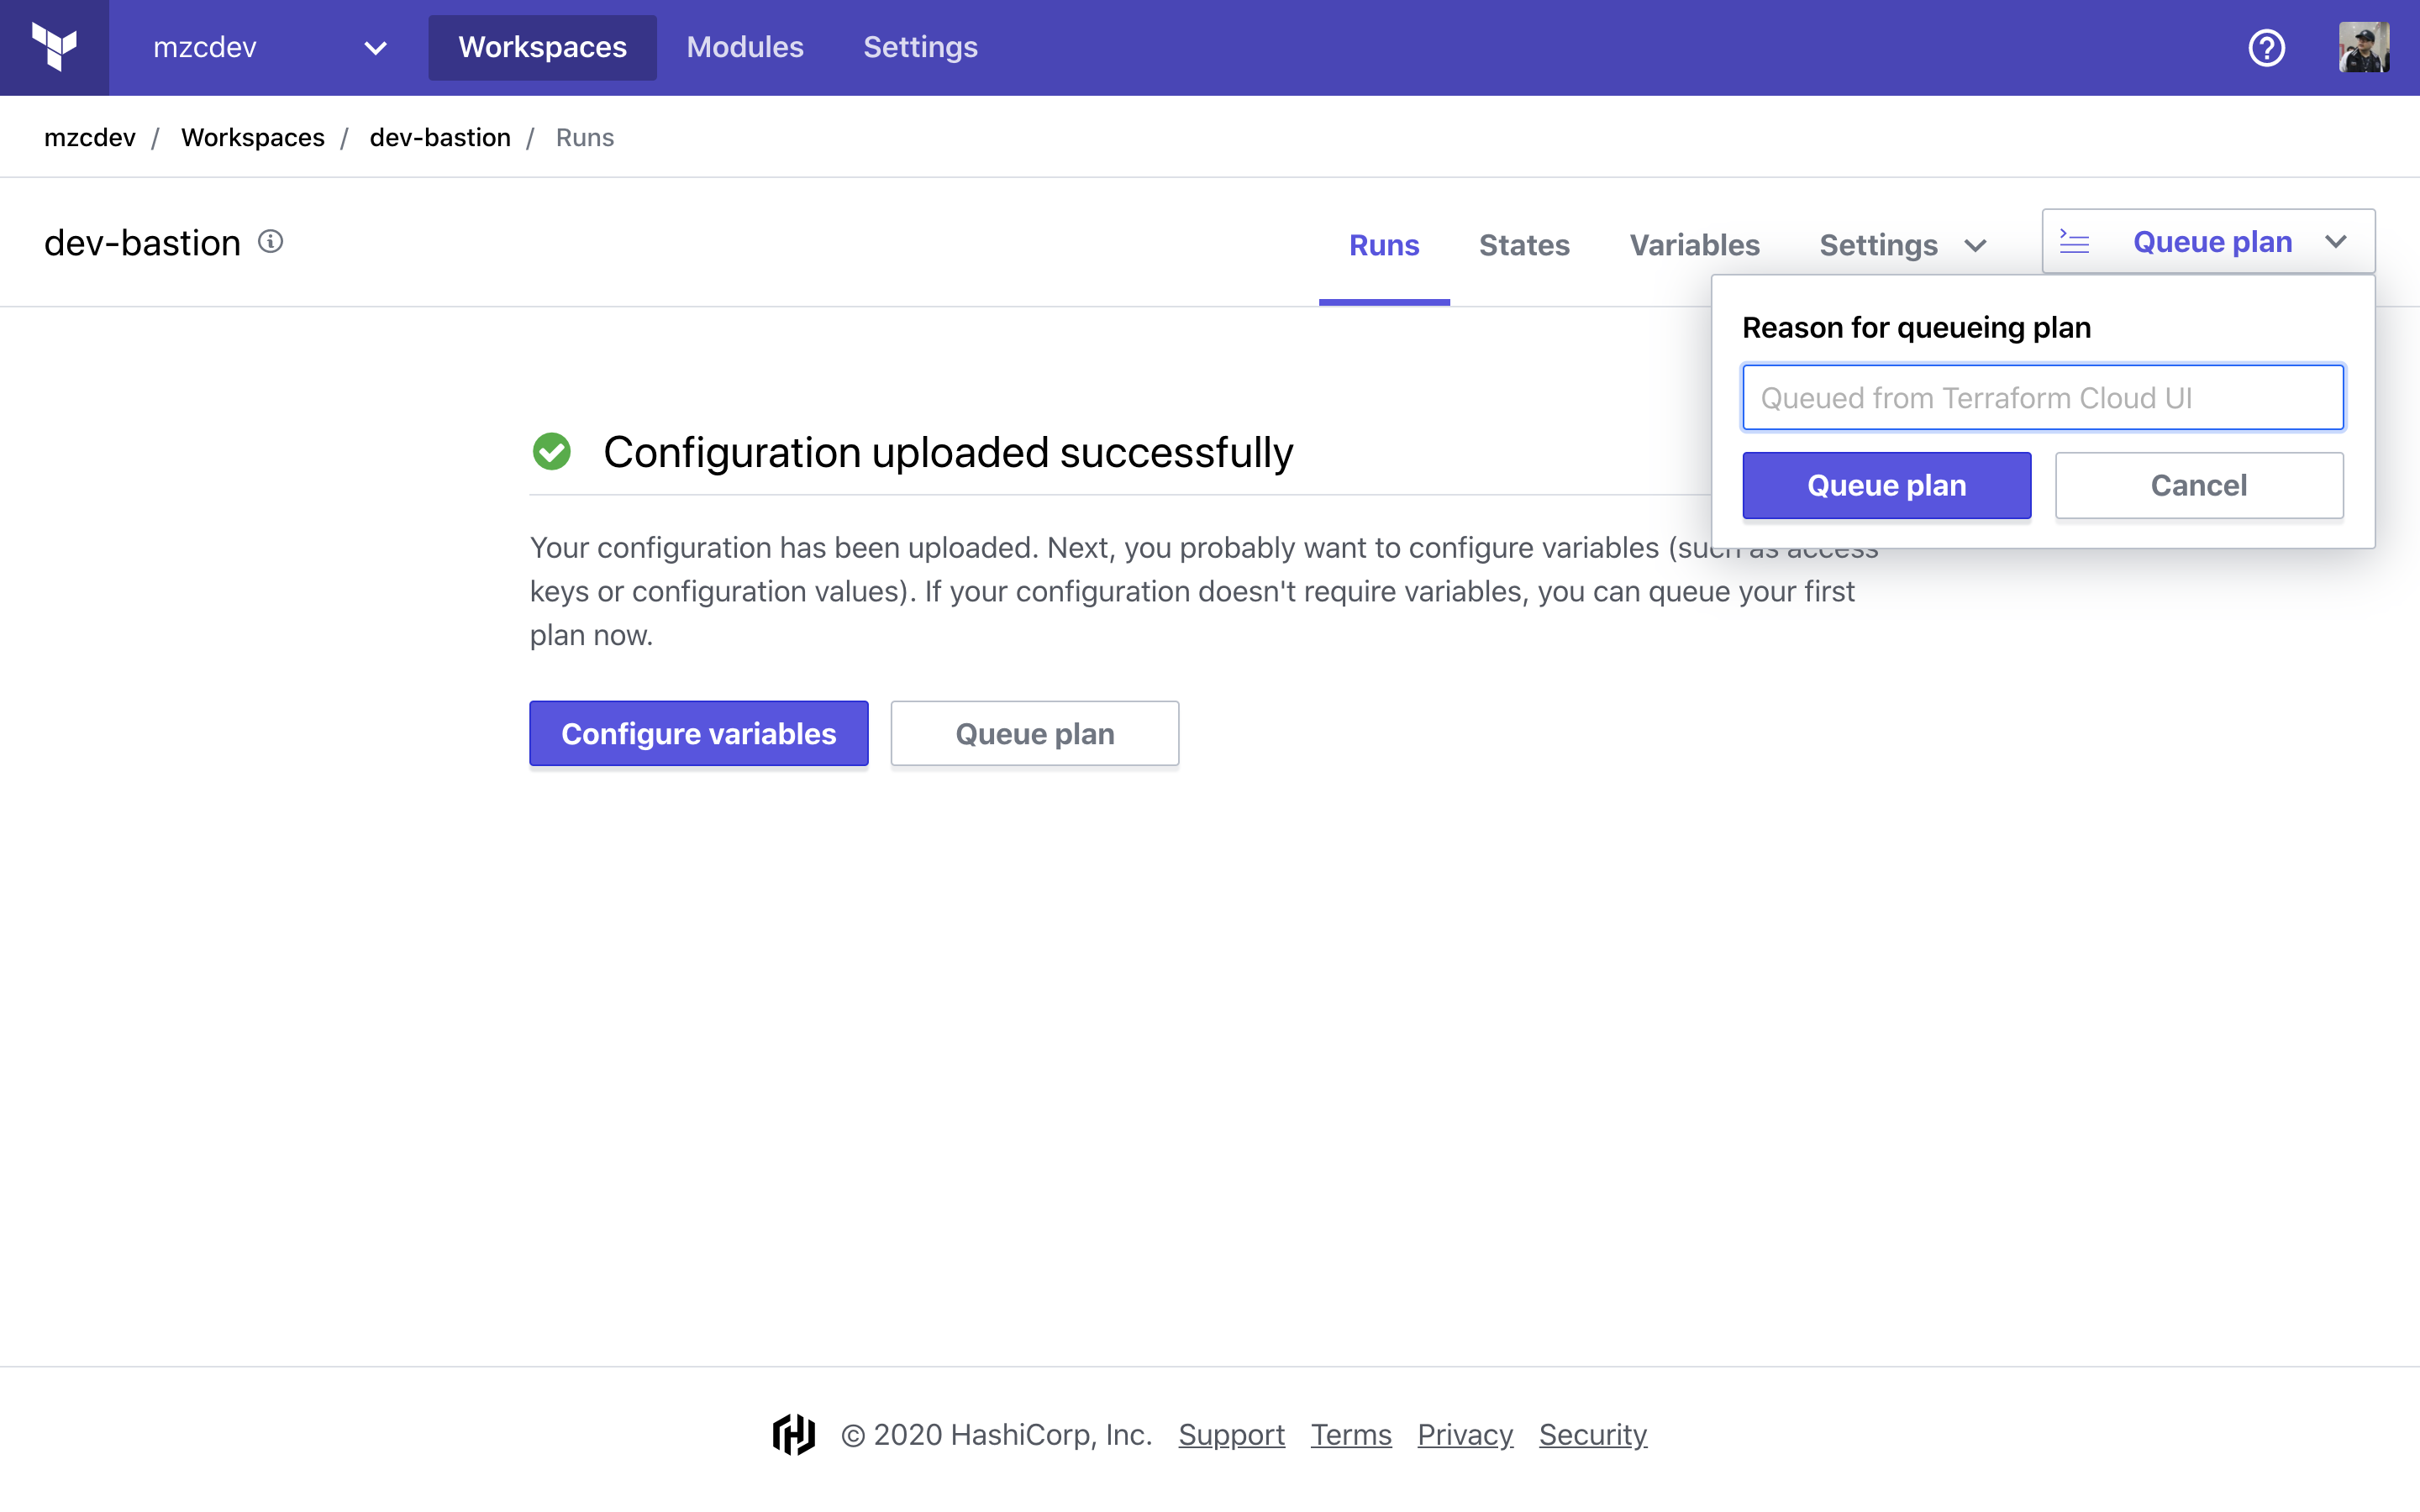 mzcdev Workspaces Modules Settings
mzcdev / Workspaces / dev-bastion / Runs
dev-bastion Runs States Variables Settings Queue plan
Reason for queueing plan
Queued from Terraform Cloud UI
Queue plan Cancel
Configuration uploaded successfully
Your configuration has been uploaded. Next, you probably want to configure variables (such as access
keys or configuration values). If your configuration doesn't require variables, you can queue your first
plan now.
Configure variables Queue plan
© 2020 HashiCorp, Inc. Support Terms Privacy Security